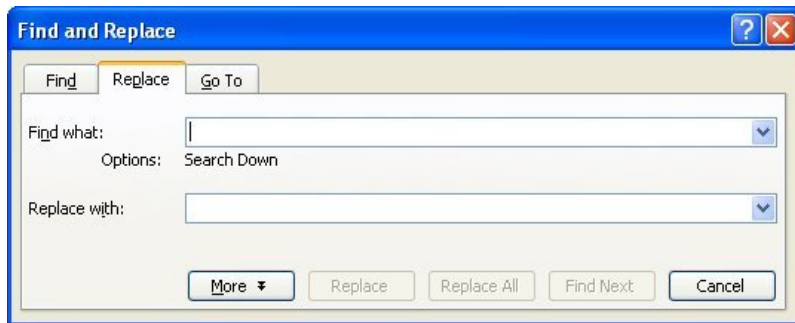 Find and Replace
Find Replace Go To
Find what:
Options: Search Down
Replace with:
More Replace Replace All Find Next Cancel